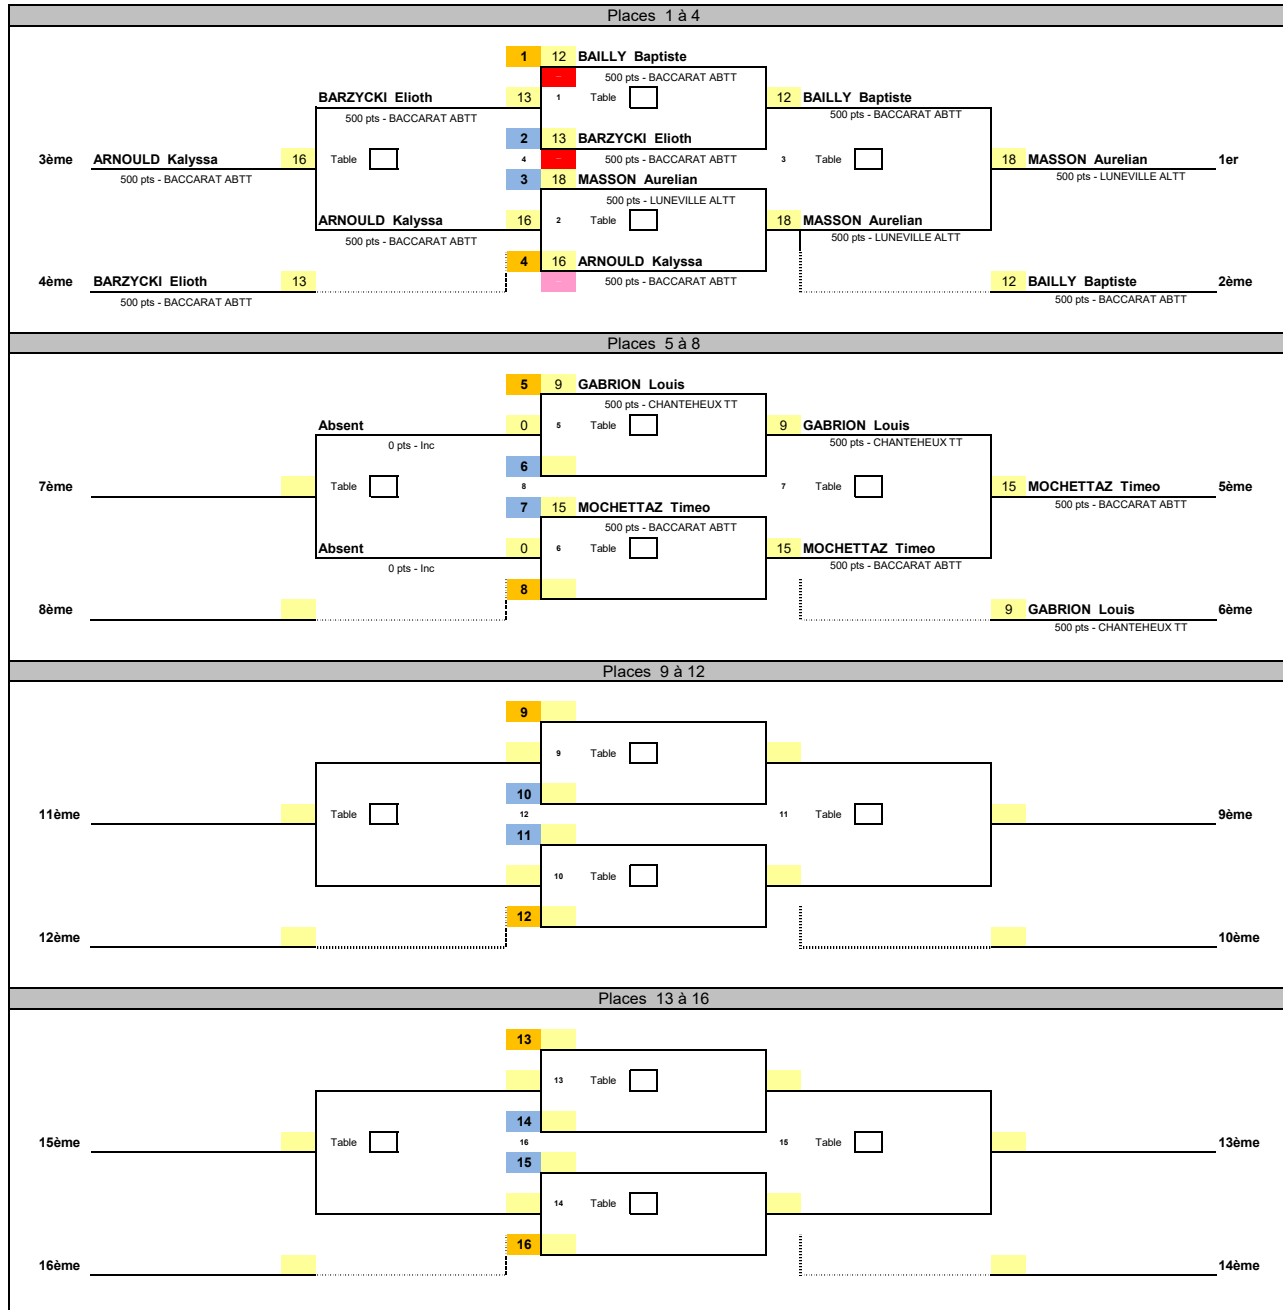 Places 1 à 4
1 12 BAILLY Baptiste
500 pts - BACCARAT ABTT
BARZYCKI Elioth 13 1 Table 12 BAILLY Baptiste
500 pts - BACCARAT ABTT 500 pts - BACCARAT ABTT
2 13 BARZYCKI Elioth
3ème ARNOULD Kalyssa 16 Table 4 500 pts - BACCARAT ABTT 3 Table 18 MASSON Aurelian 1er
500 pts - BACCARAT ABTT 3 18 MASSON Aurelian 500 pts - LUNEVILLE ALTT
500 pts - LUNEVILLE ALTT
ARNOULD Kalyssa 16 2 Table 18 MASSON Aurelian
500 pts - BACCARAT ABTT 500 pts - LUNEVILLE ALTT
4 16 ARNOULD Kalyssa
4ème BARZYCKI Elioth 13 500 pts - BACCARAT ABTT 12 BAILLY Baptiste 2ème
500 pts - BACCARAT ABTT 500 pts - BACCARAT ABTT
Places 5 à 8
5 9 GABRION Louis
500 pts - CHANTEHEUX TT
Absent 0 5 Table 9 GABRION Louis
0 pts - Inc 500 pts - CHANTEHEUX TT
6
7ème Table 8 7 Table 15 MOCHETTAZ Timeo 5ème
7 15 MOCHETTAZ Timeo 500 pts - BACCARAT ABTT
500 pts - BACCARAT ABTT
Absent 0 6 Table 15 MOCHETTAZ Timeo
0 pts - Inc 500 pts - BACCARAT ABTT
8
8ème 9 GABRION Louis 6ème
500 pts - CHANTEHEUX TT
Places 9 à 12
9
9 Table
10
11ème Table 12 11 Table 9ème
11
10 Table
12
12ème 10ème
Places 13 à 16
13
13 Table
14
15ème Table 16 15 Table 13ème
15
14 Table
16
16ème 14ème